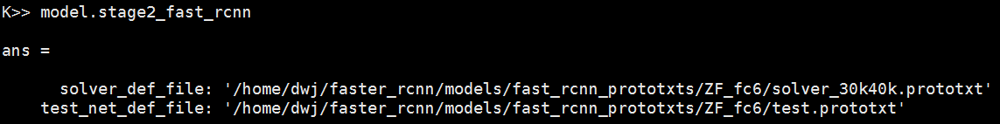 K>> model.stage2_fast_rcnn
ans =
solver_def_file: '/home/dwj/faster_rcnn/models/fast_rcnn_prototxts/ZF_fc6/solver_30k40k.prototxt'
test_net_def_file: '/home/dwj/faster_rcnn/models/fast_rcnn_prototxts/ZF_fc6/test.prototxt'